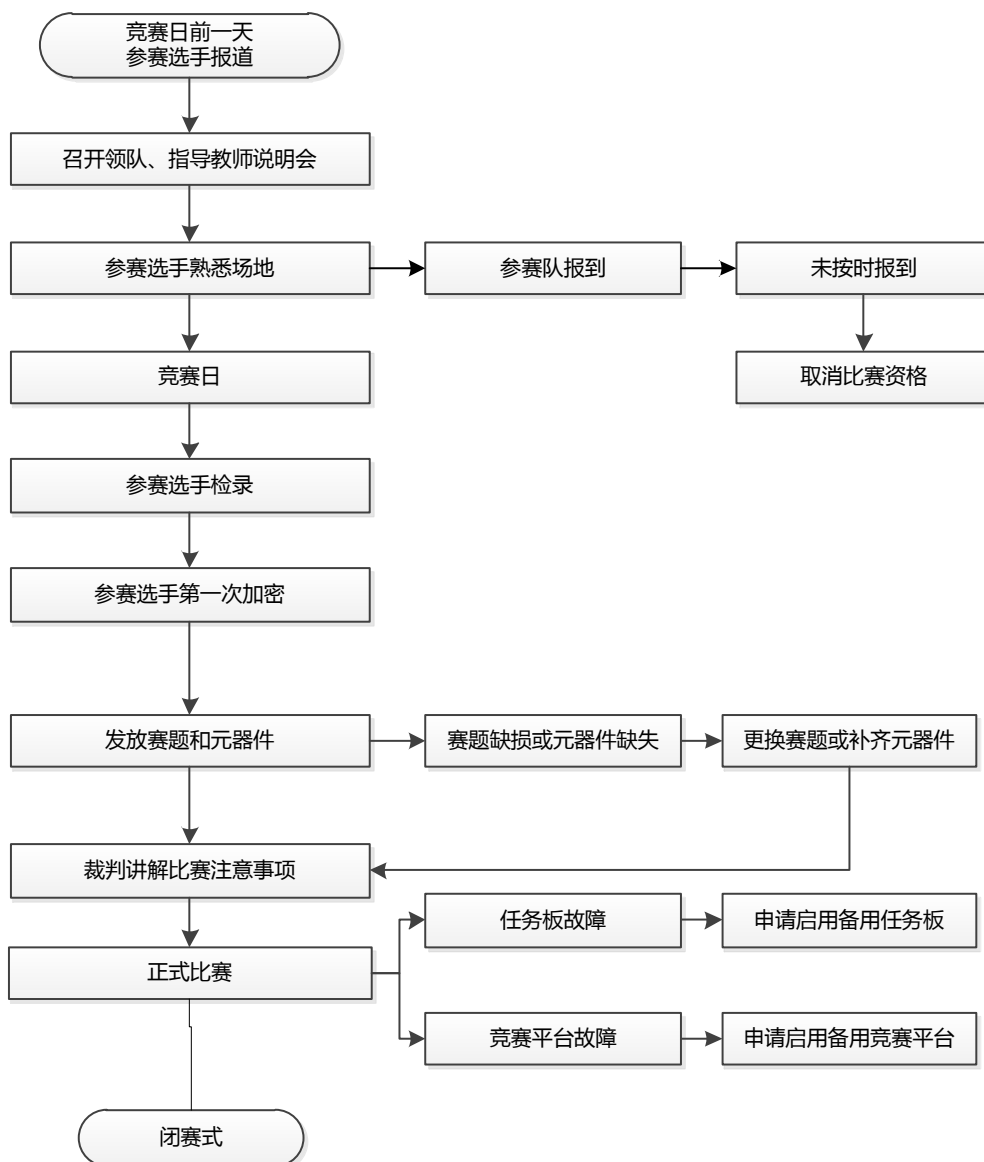 竞赛日前一天
参赛选手报道
召开领队、指导教师说明会
参赛选手熟悉场地
参赛队报到
未按时报到
竞赛日
取消比赛资格
参赛选手检录
参赛选手第一次加密
发放赛题和元器件
赛题缺损或元器件缺失
更换赛题或补齐元器件
裁判讲解比赛注意事项
任务板故障
申请启用备用任务板
正式比赛
竞赛平台故障
申请启用备用竞赛平台
闭赛式